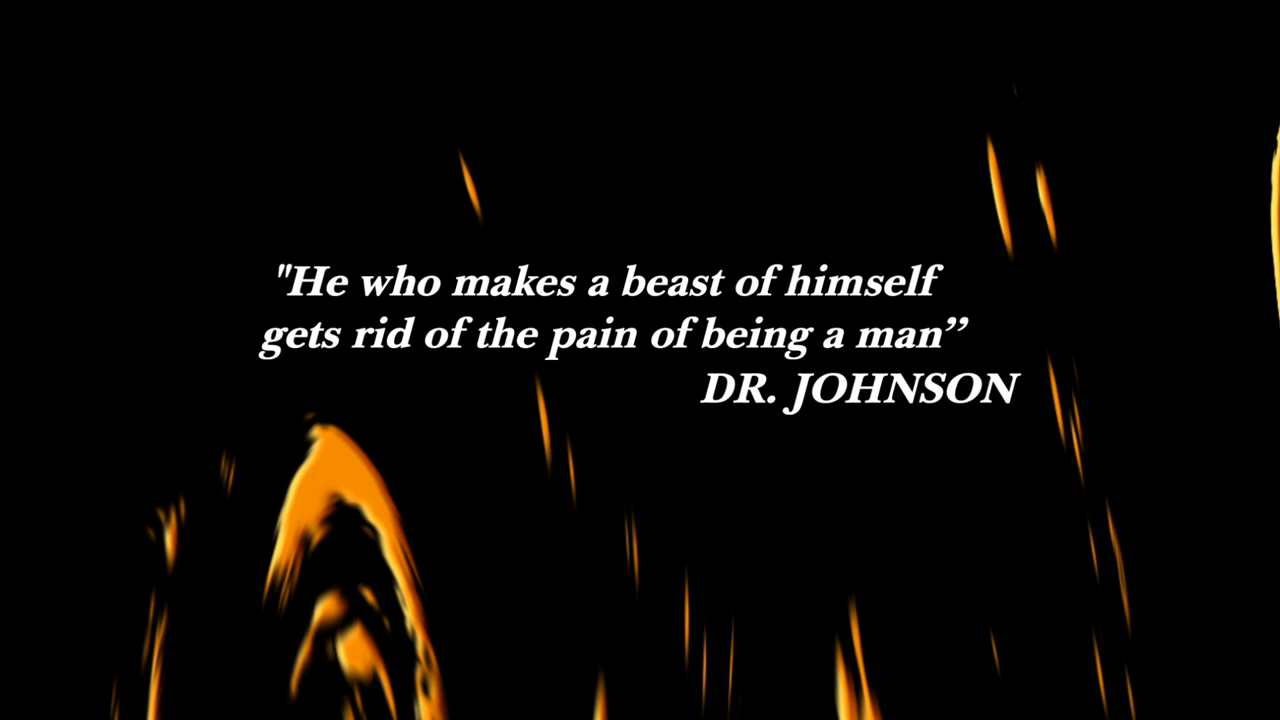 "He who makes a beast of himself
gets rid of the pain of being a man”
DR. JOHNSON